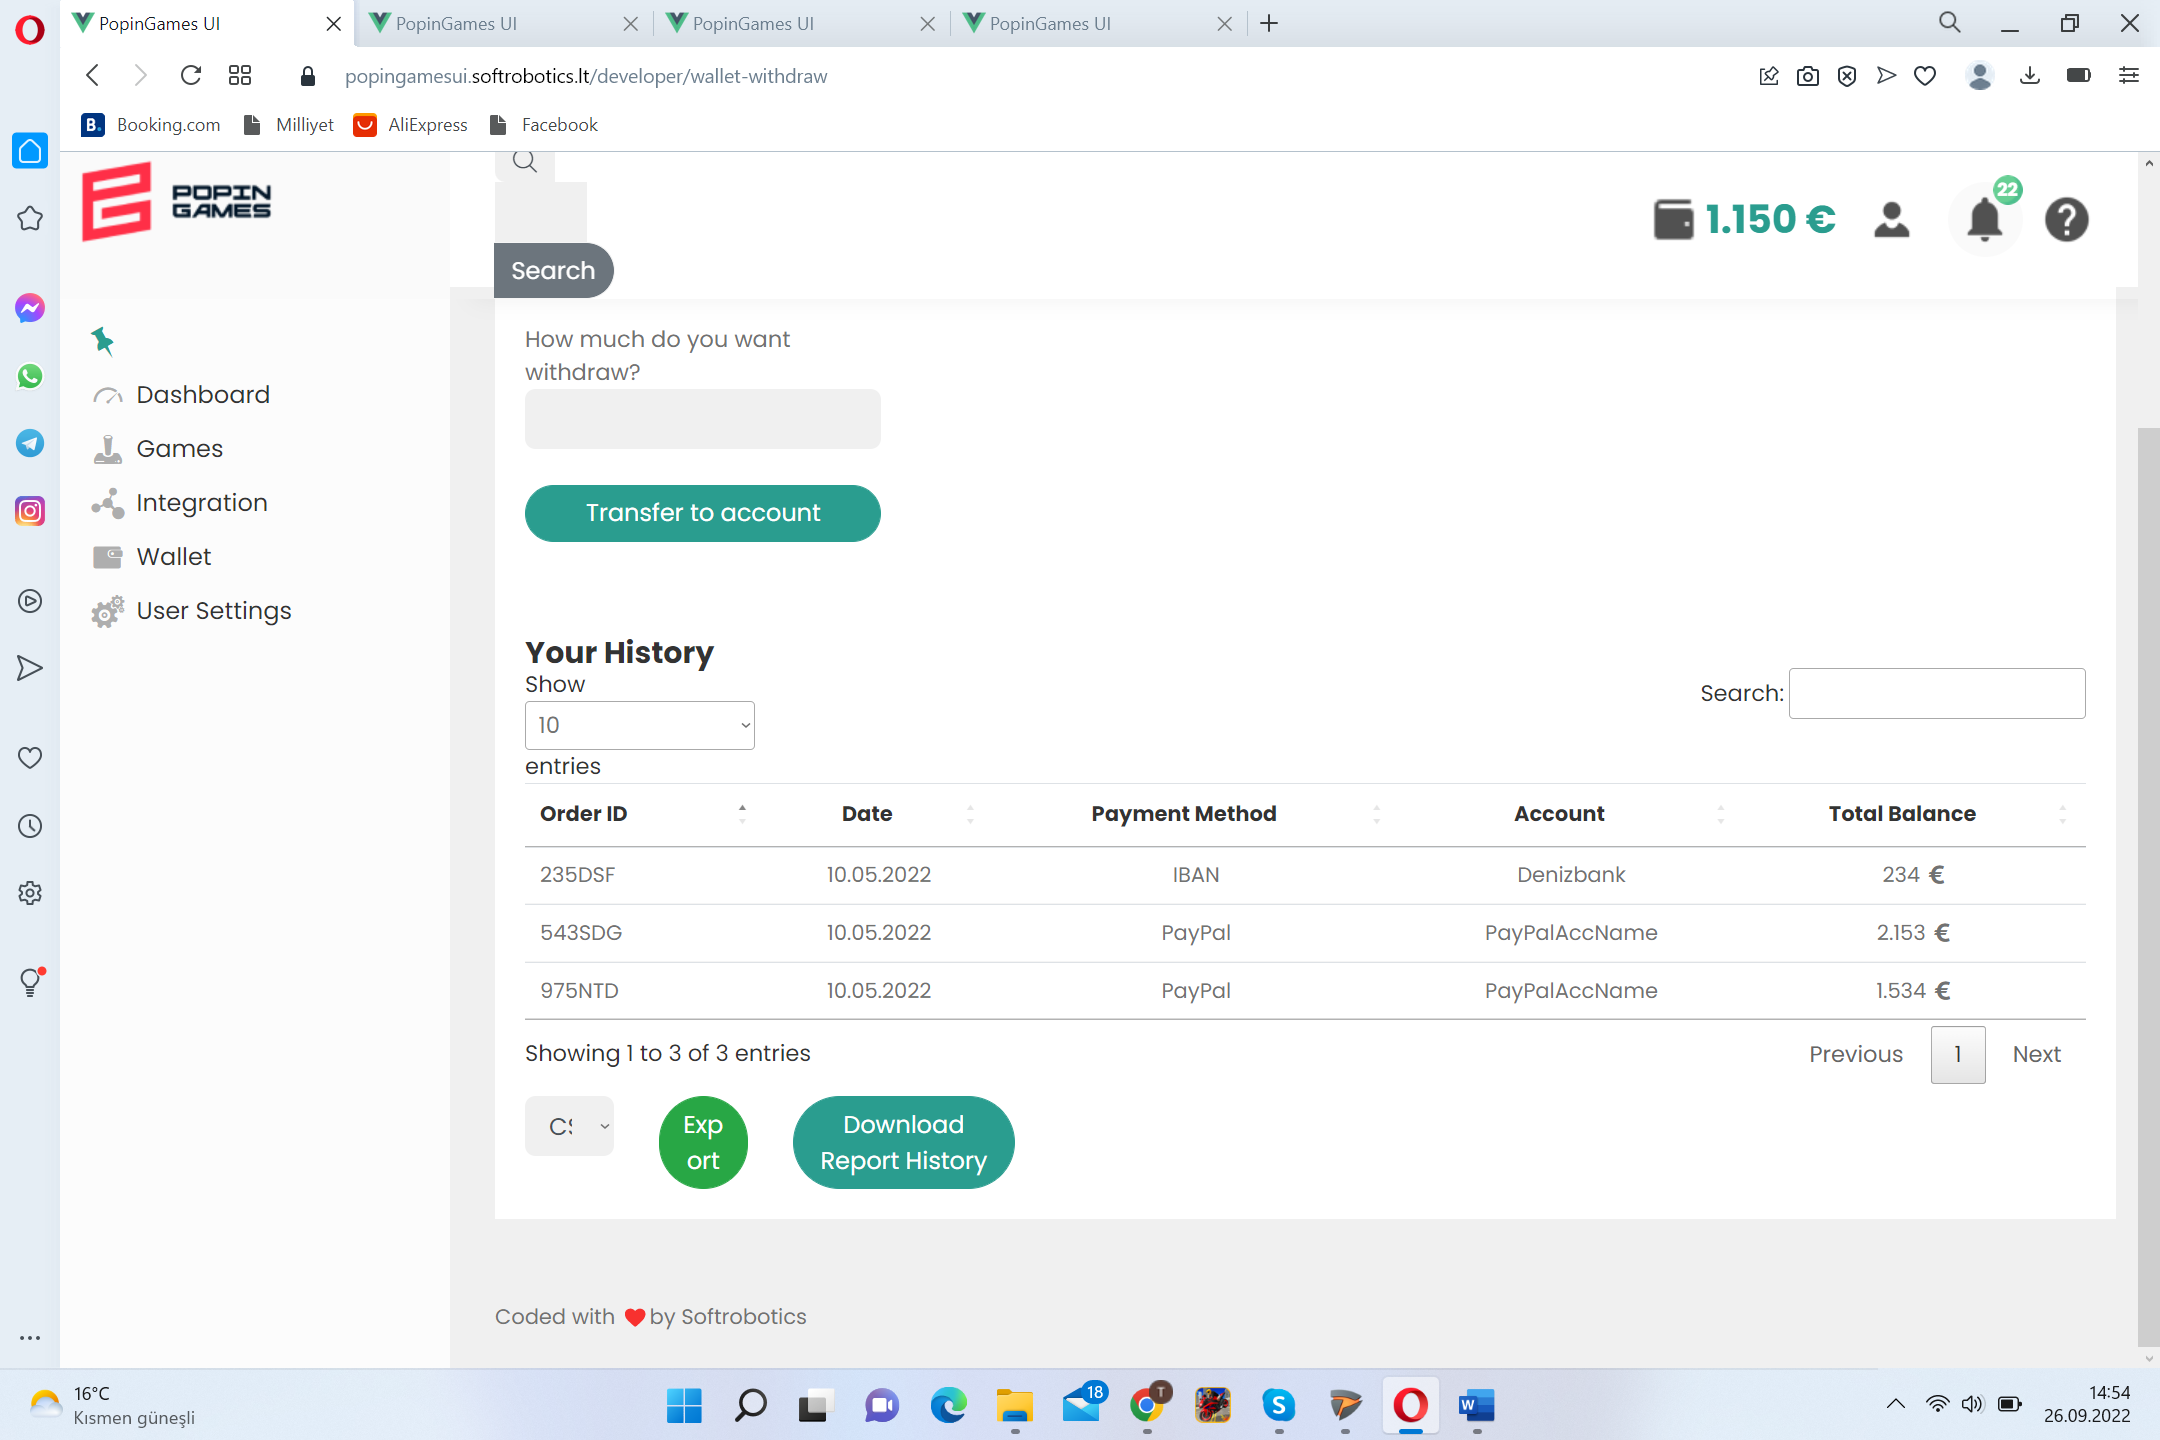 PopinGames UI
PopinGames UI
PopinGames UI
PopinGames UI
popingamesui.softrobotics.lt/developer/wallet-withdraw
B. Booking.com Milliyet AliExpress Facebook
POPIN GAMES
Search
1.150 €
22
Dashboard
Games
Integration
Wallet
User Settings
How much do you want
withdraw?
Transfer to account
Your History
Show
10
entries
Search:
Order ID Date Payment Method Account Total Balance
235DSF 10.05.2022 IBAN Denizbank 234 €
543SDG 10.05.2022 PayPal PayPalAccName 2.153 €
975NTD 10.05.2022 PayPal PayPalAccName 1.534 €
Showing 1 to 3 of 3 entries
Previous 1 Next
Exp
ort
Download
Report History
Coded with by Softrobotics
16°C
Kısmen güneşli
18
T
S
W
14:54
26.09.2022